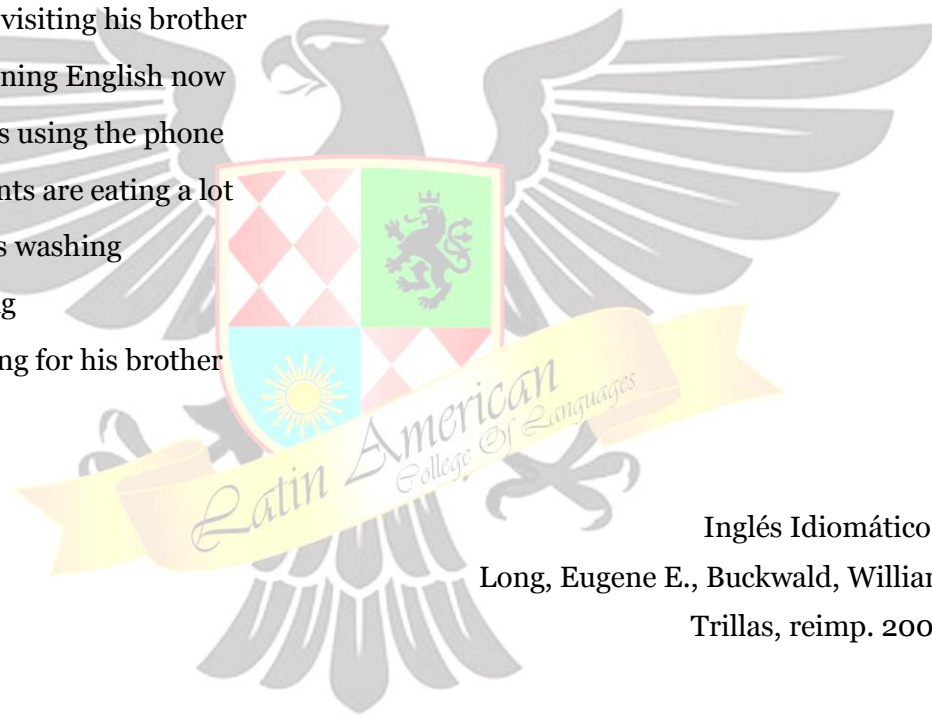 visiting his brother
ning English now
s using the phone
nts are eating a lot
s washing
g
ng for his brother
Latin American
College Of Languages
Inglés Idiomático
Long, Eugene E., Buckwald, Willian
Trillas, reimp. 200